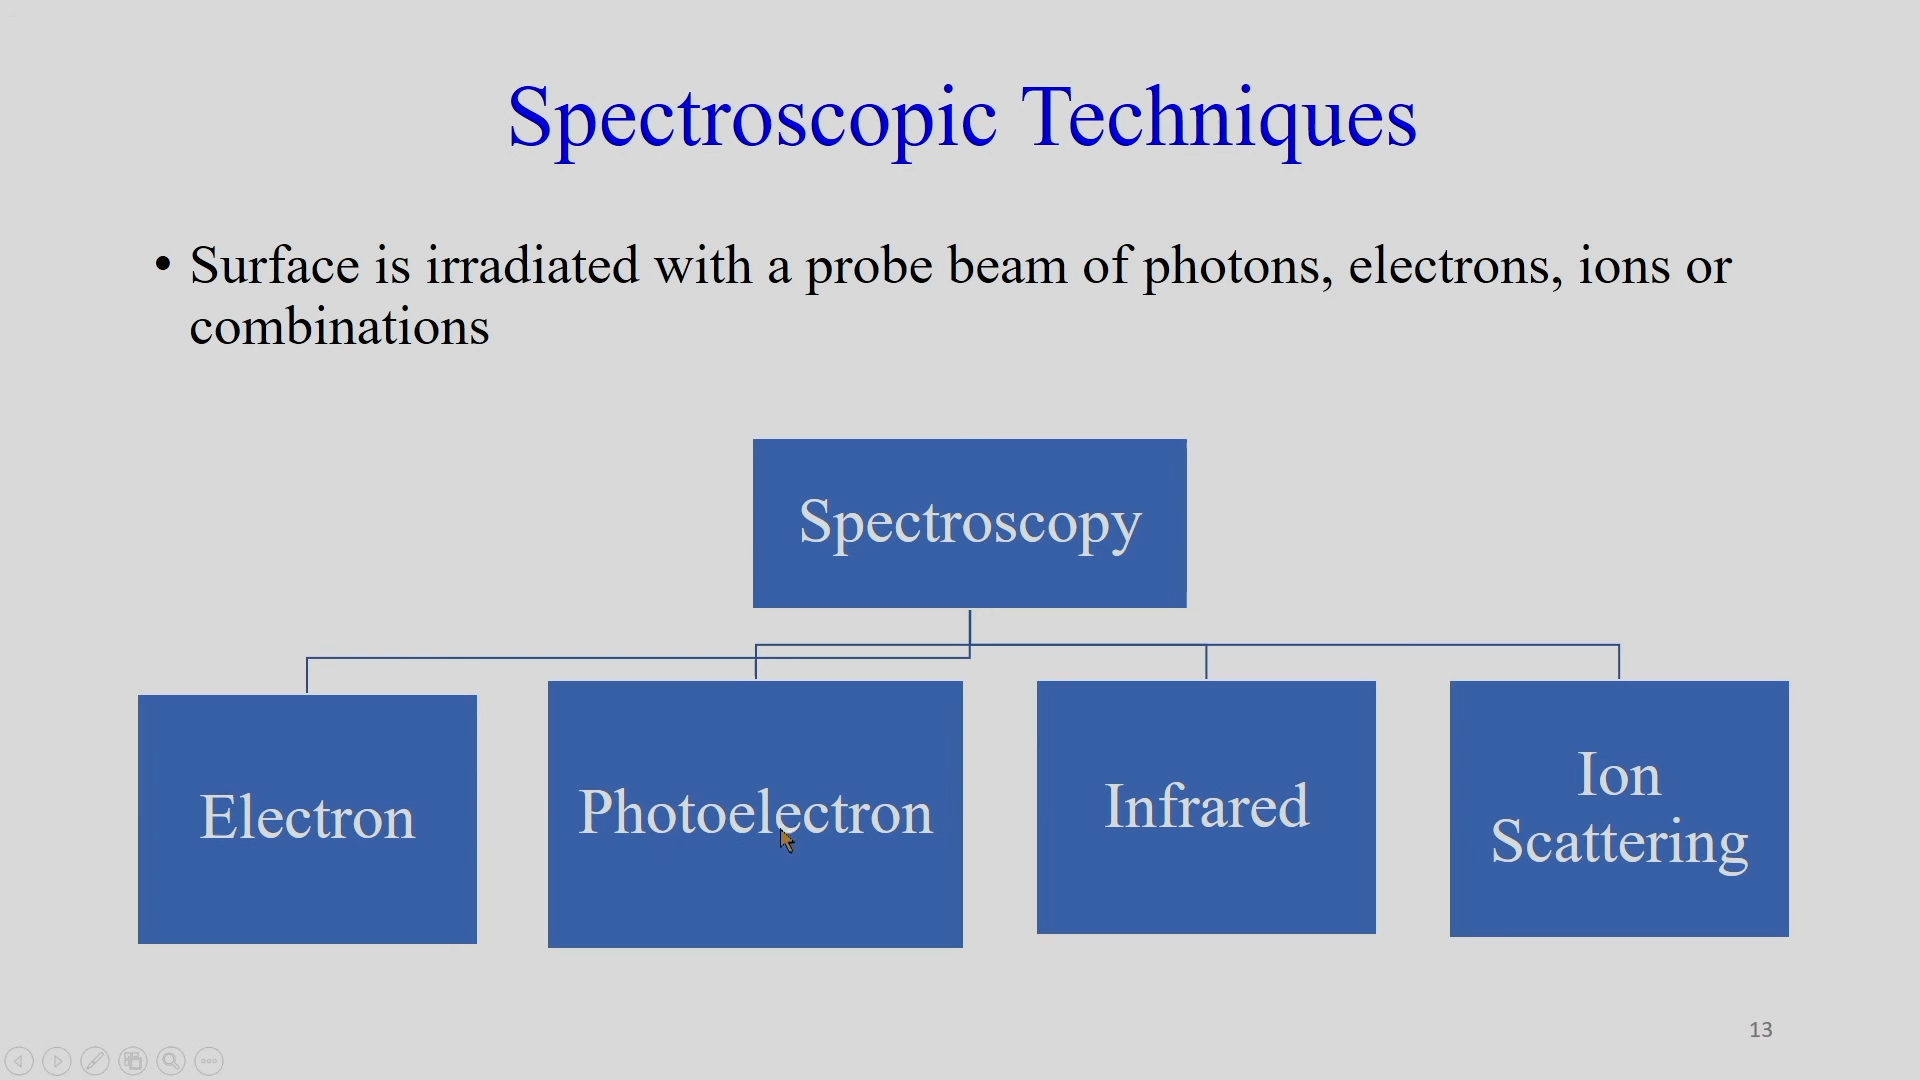 Spectroscopic Techniques
• Surface is irradiated with a probe beam of photons, electrons, ions or
combinations
Spectroscopy
Electron
Photoelectron
Infrared
Ion
Scattering
13